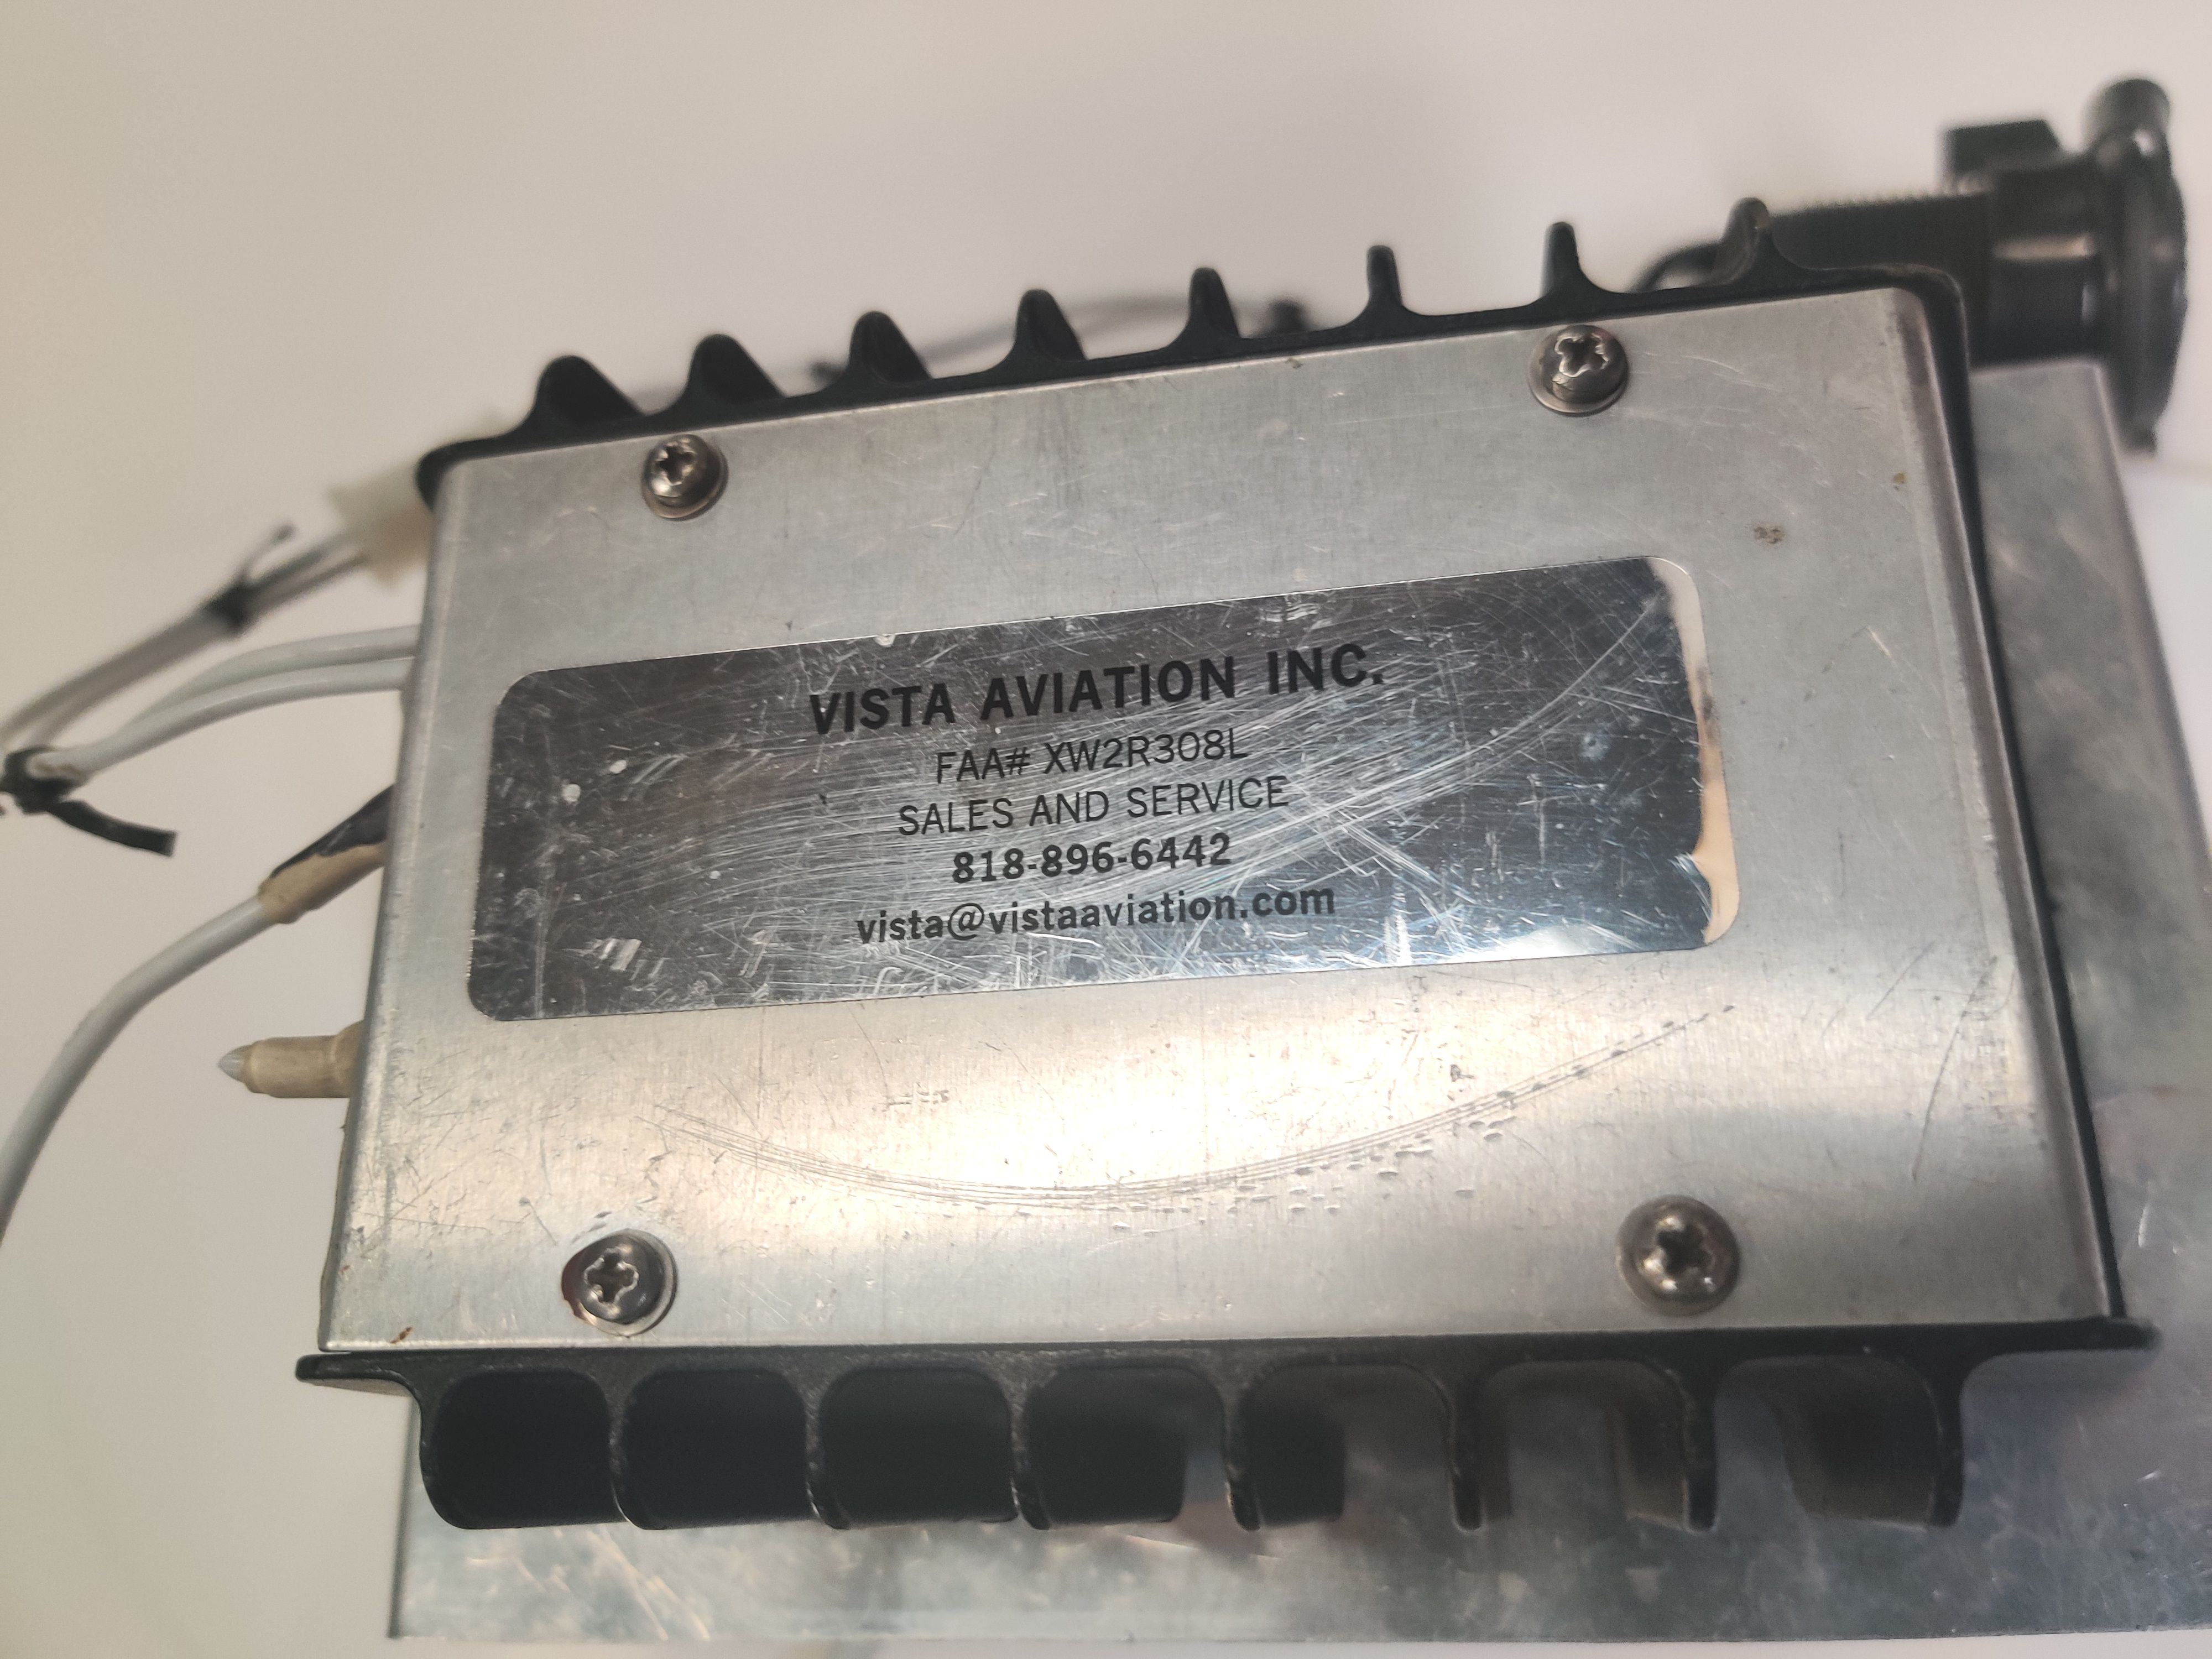 VISTA AVIATION INC.
FAA# XW2R308L
SALES AND SERVICE
818-896-6442
vista@vistaaviation.com